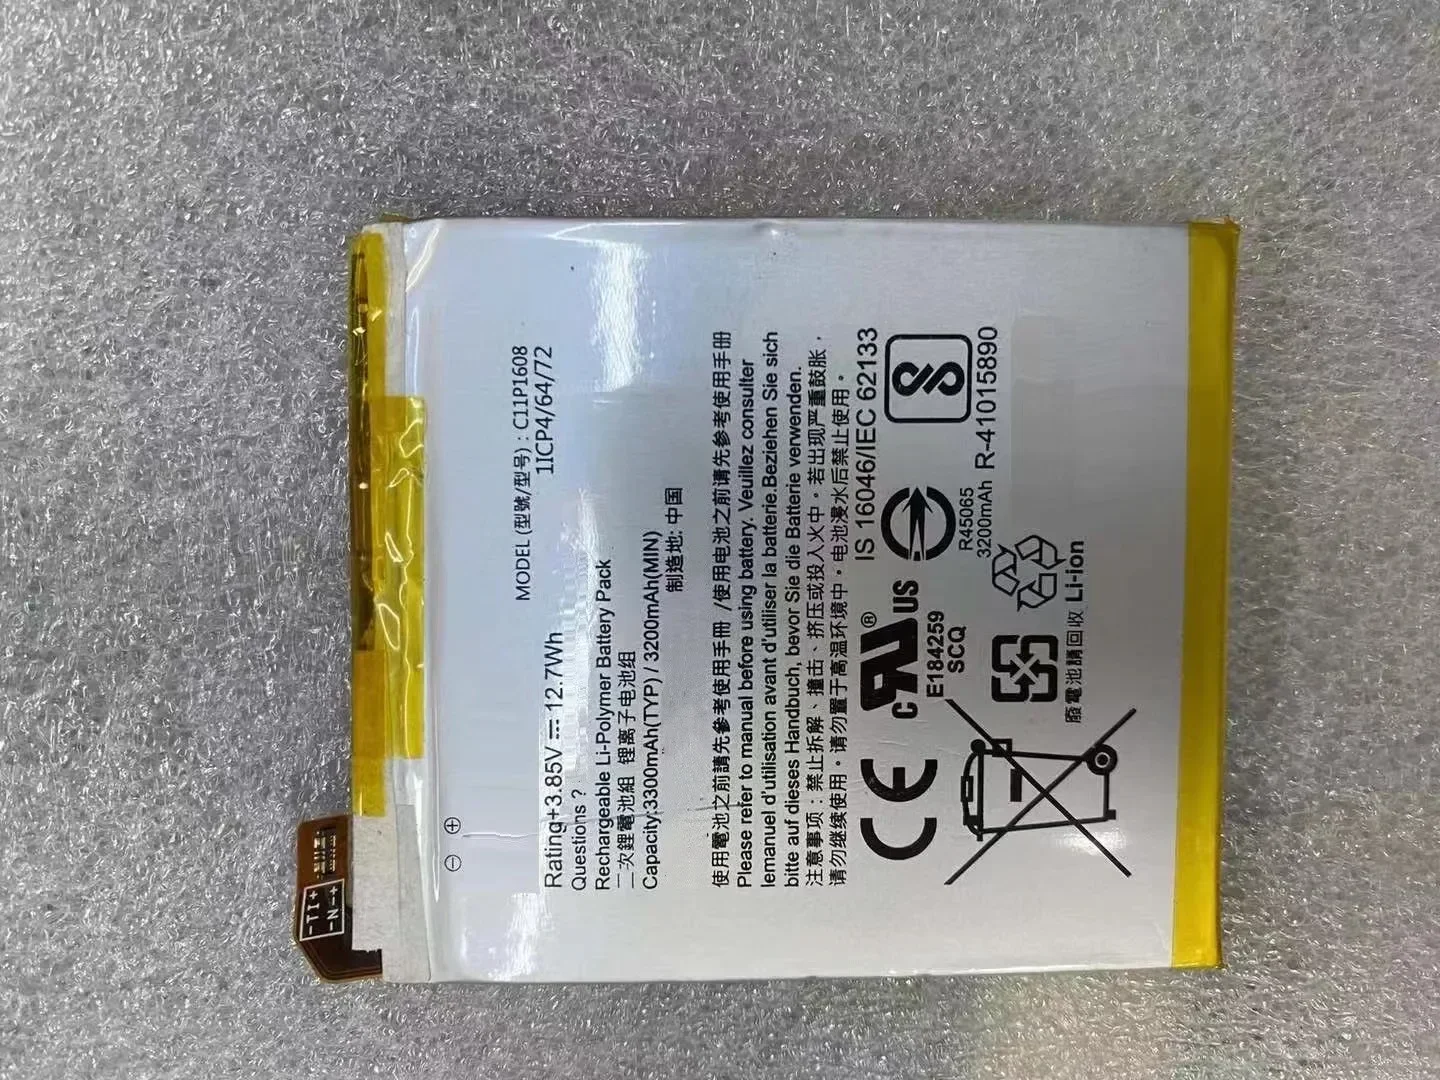 MODEL (型號/型号) : C11P1608
1ICP4/64/72
Rating+3.85V 12.7Wh
Questions ?
Rechargeable Li-Polymer Battery Pack
二次鋰電池組 锂离子电池组
Capacity:3300mAh(TYP) / 3200mAh(MIN)
制造地: 中国
使用電池之前請先參考使用手冊 /使用电池之前请先参考使用手册
Please refer to manual before using battery. Veuillez consulter
lemanuel d'utilisation avant d'utiliser la batterie.Beziehen Sie sich
bitte auf dieses Handbuch, bevor Sie die Batterie verwenden.
注意事项:禁止拆解、撞击、挤压或投入火中。若出现严重鼓胀,
请勿继续使用。请勿置于高温环境中。电池浸水后禁止使用。
IS 16046/IEC 62133
CE
c RU ® US
E184259
SCQ
R45065
3200mAh R-41015890
廢電池請回收
Li-ion
- T I +
- N - +